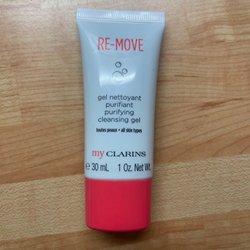 RE-MOVE
gel nettoyant
purifiant
purifying
cleansing gel
toutes peaux • all skin types
my CLARINS
℮ 30 mL 1 Oz. Net Wt.